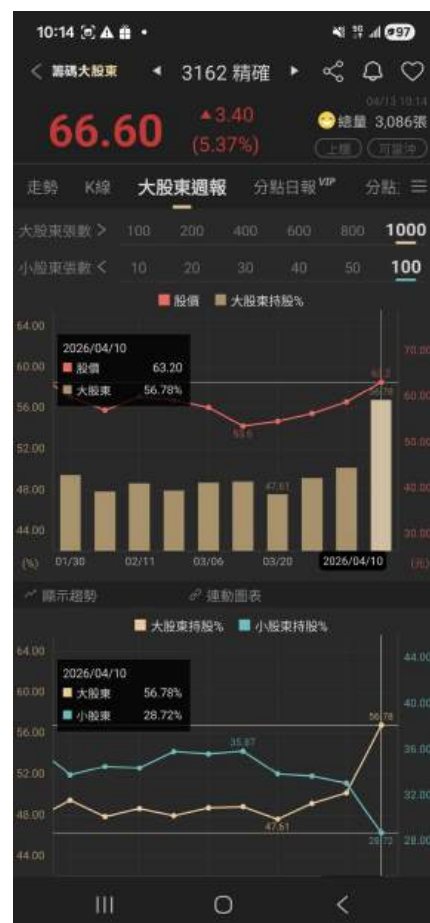 10:14
97
籌碼大股東 ◀ 3162 精確 ▶
04/13 10:14
66.60
▲3.40
(5.37%)
總量 3,086張
上櫃 可當沖
走勢 K線 大股東週報 分點日報VIP 分點
大股東張數 > 100 200 400 600 800 1000
小股東張數 < 10 20 30 40 50 100
股價 大股東持股%
64.00
60.00
56.00
52.00
48.00
44.00
(%)
70.00
60.00
50.00
40.00
30.00
(元)
2026/04/10
股價 63.20
大股東 56.78%
63.2
56.78
53.6
47.61
01/30 02/11 03/06 03/20 2026/04/10
顯示趨勢 連動圖表
大股東持股% 小股東持股%
64.00
60.00
56.00
52.00
48.00
44.00
44.00
40.00
36.00
32.00
28.00
2026/04/10
大股東 56.78%
小股東 28.72%
56.78
35.87
47.61
28.72